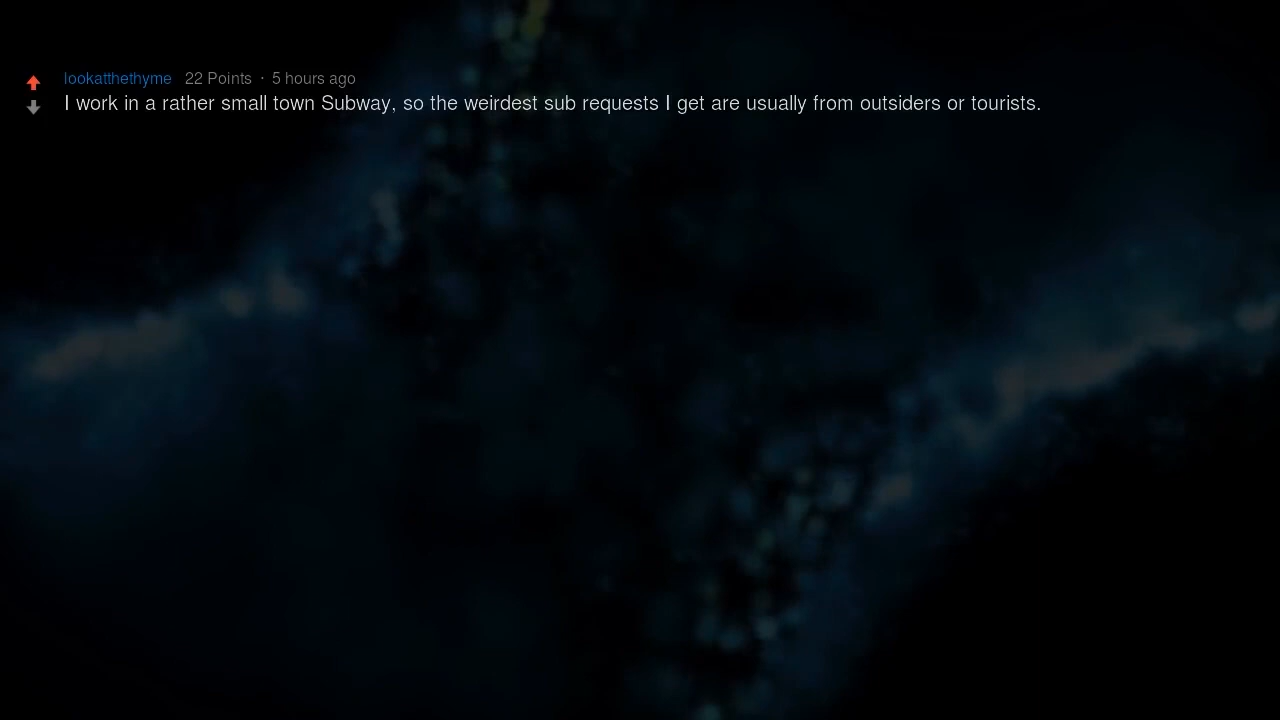 lookatthethyme 22 Points · 5 hours ago
I work in a rather small town Subway, so the weirdest sub requests I get are usually from outsiders or tourists.